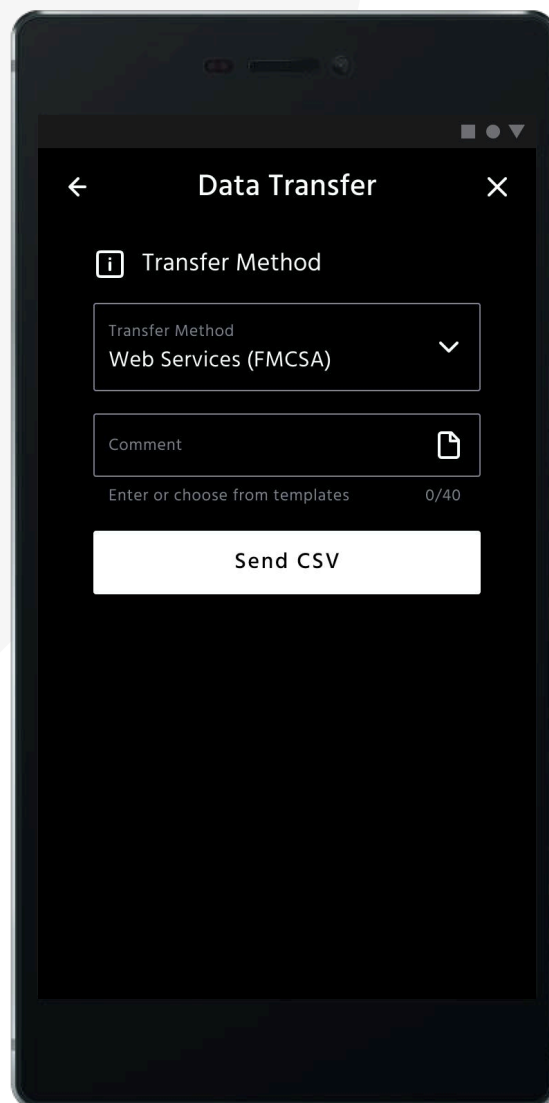 Data Transfer
Transfer Method
Transfer Method
Web Services (FMCSA)
Comment
Enter or choose from templates 0/40
Send CSV